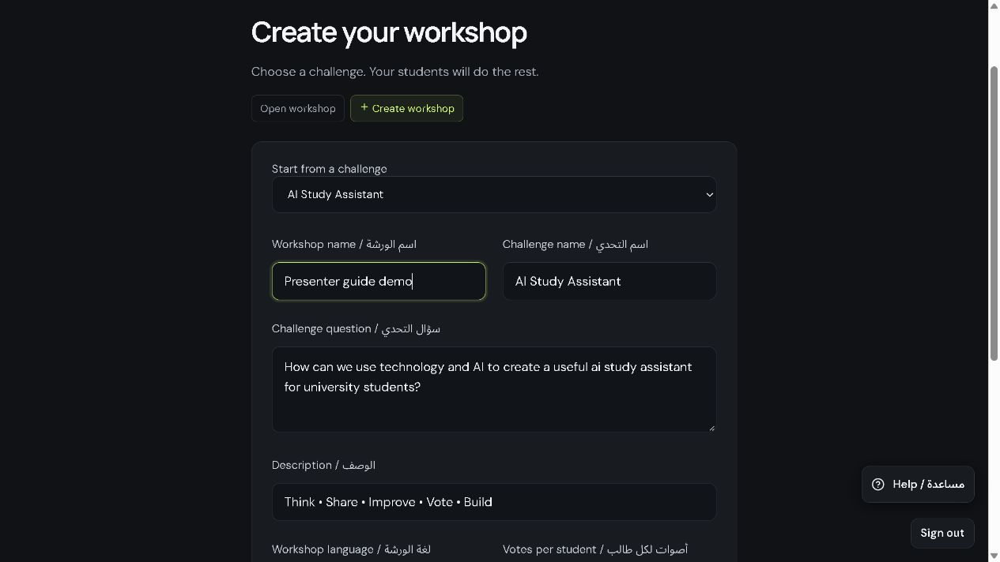 Create your workshop
Choose a challenge. Your students will do the rest.
Open workshop
+ Create workshop
Start from a challenge
AI Study Assistant
Workshop name / اسم الورشة
Challenge name / اسم التحدي
Presenter guide demo
AI Study Assistant
Challenge question / سؤال التحدي
How can we use technology and AI to create a useful ai study assistant
for university students?
Description / الوصف
Think • Share • Improve • Vote • Build
Help / مساعدة
Sign out
Workshop language / لغة الورشة
Votes per student / أصوات لكل طالب